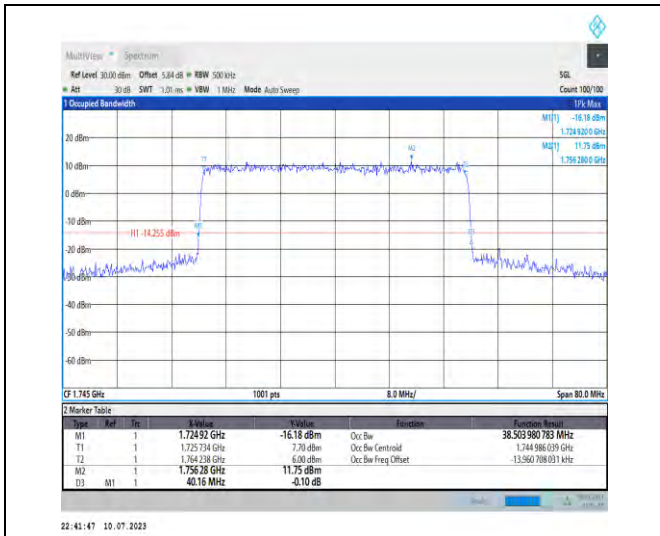 MultiView Spectrum
Ref Level 30.00 dBm Offset 5.84 dB RBW 500 kHz SGL
Att 30 dB SWT 1.01 ms VBW 1 MHz Mode Auto Sweep Count 100/100
1 Occupied Bandwidth 1Pk Max
M1[1] -16.18 dBm
1.724 920 0 GHz
20 dBm
M2[1] 11.75 dBm
1.756 280 0 GHz
M2
T1
10 dBm
0 dBm
-10 dBm
M1
H1 -14.255 dBm
-20 dBm
-30 dBm
-40 dBm
-50 dBm
-60 dBm
CF 1.745 GHz 1001 pts 8.0 MHz/ Span 80.0 MHz
2 Marker Table
Type Ref Trc X-Value Y-Value Function Function Result
M1 1 1.72492 GHz -16.18 dBm Occ Bw 38.503 980 783 MHz
T1 1 1.725 734 GHz 7.70 dBm Occ Bw Centroid 1.744 986 039 GHz
T2 1 1.764 238 GHz 6.00 dBm Occ Bw Freq Offset -13.960 708 031 kHz
M2 1 1.756 28 GHz 11.75 dBm
D3 M1 1 40.16 MHz -0.10 dB
22:41:47 10.07.2023